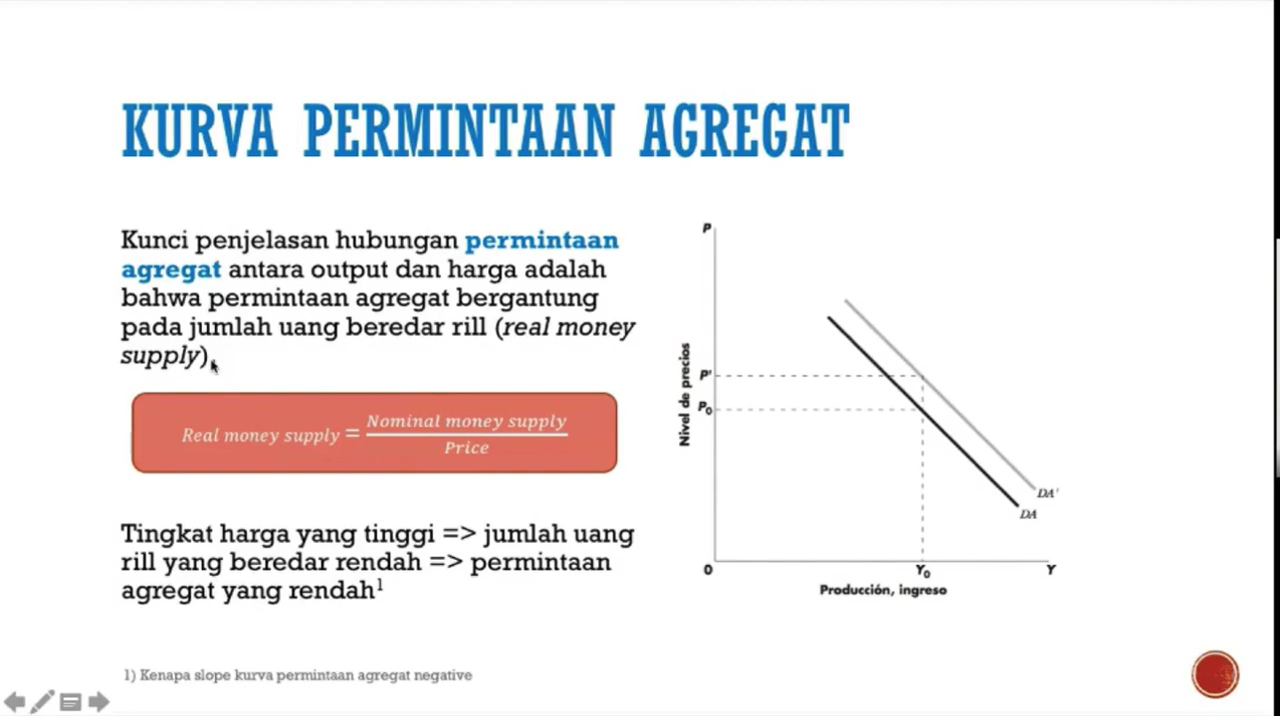 KURVA PERMINTAAN AGREGAT
Kunci penjelasan hubungan permintaan
agregat antara output dan harga adalah
bahwa permintaan agregat bergantung
pada jumlah uang beredar rill (real money
supply).
Real money supply = Nominal money supply
Price
Tingkat harga yang tinggi => jumlah uang
rill yang beredar rendah => permintaan
agregat yang rendah¹
P
Nivel de precios
P'
P₀
DA'
DA
0
Y₀
Y
Producción, ingreso
1) Kenapa slope kurva permintaan agregat negative